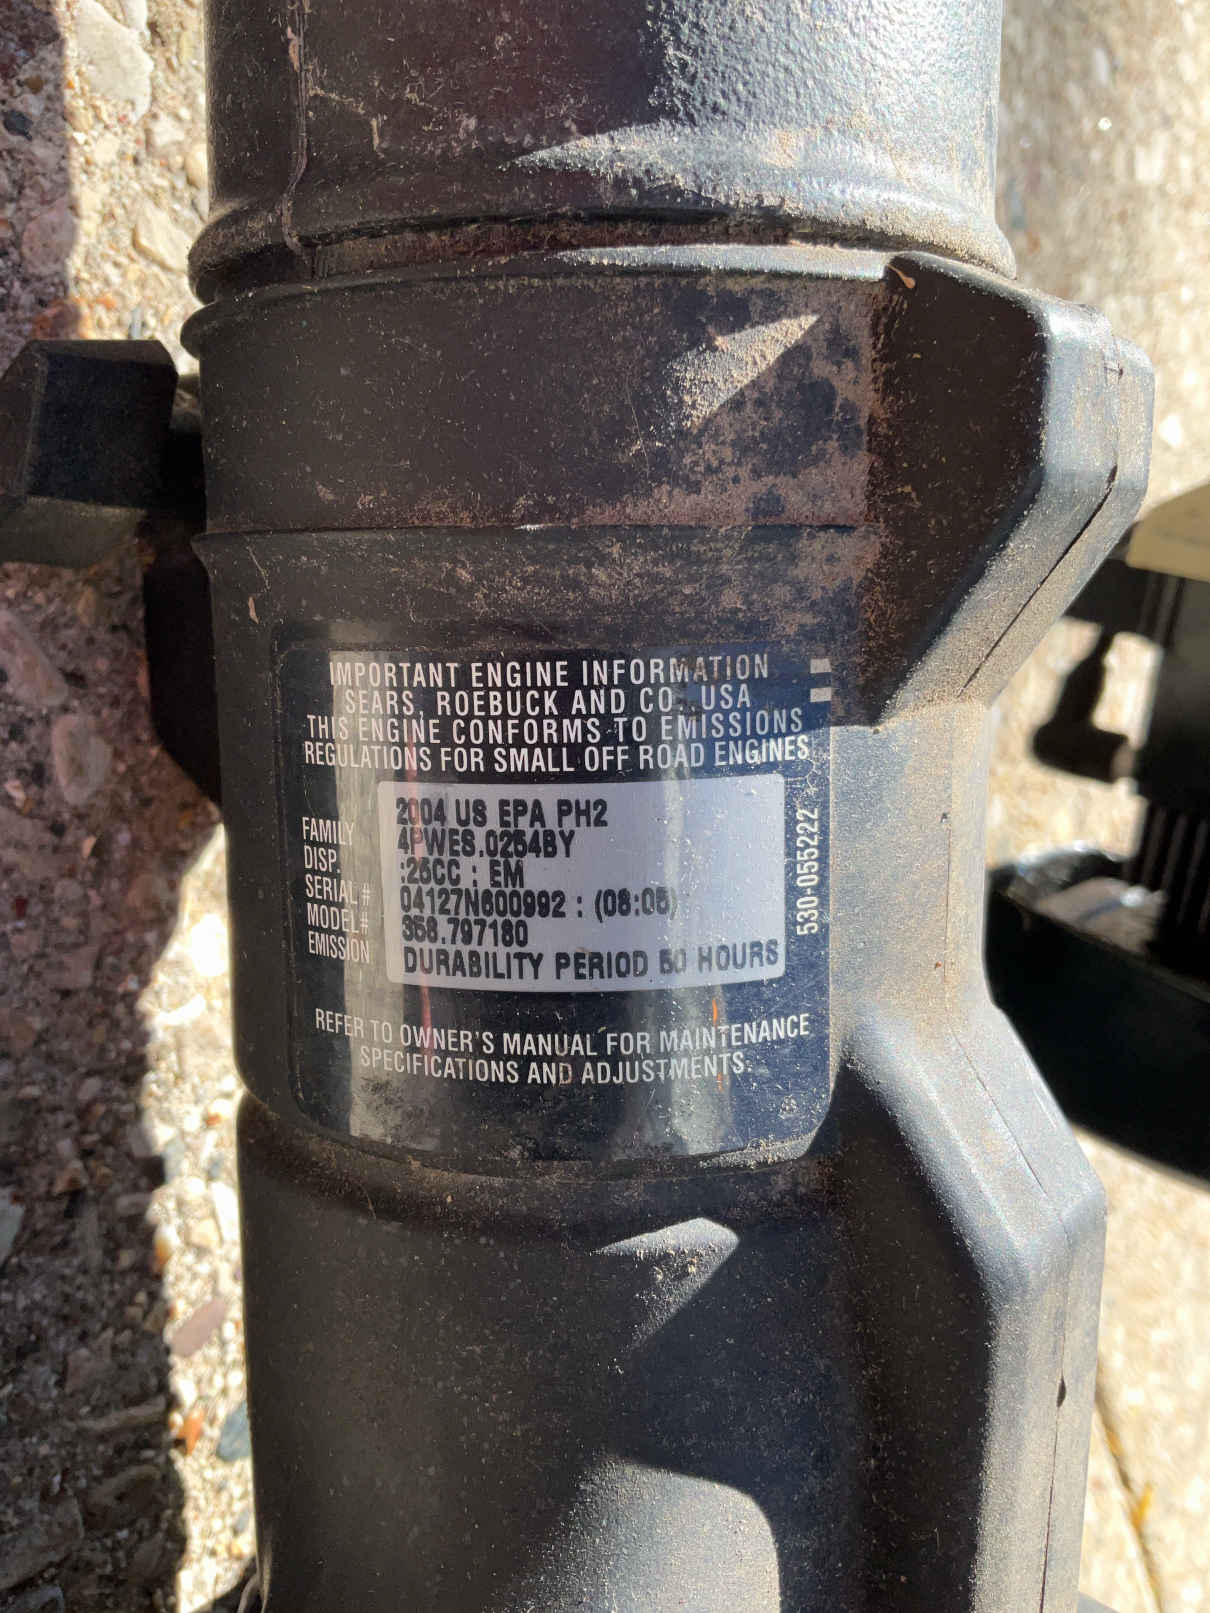 IMPORTANT ENGINE INFORMATION
SEARS, ROEBUCK AND CO. USA
THIS ENGINE CONFORMS TO EMISSIONS
REGULATIONS FOR SMALL OFF ROAD ENGINES
2004 US EPA PH2
FAMILY 4PWES.0254BY
DISP. :25CC : EM
SERIAL # 04127N600992 : (08:05)
MODEL# 358.797180
EMISSION DURABILITY PERIOD 50 HOURS
530-055222
REFER TO OWNER'S MANUAL FOR MAINTENANCE
SPECIFICATIONS AND ADJUSTMENTS.